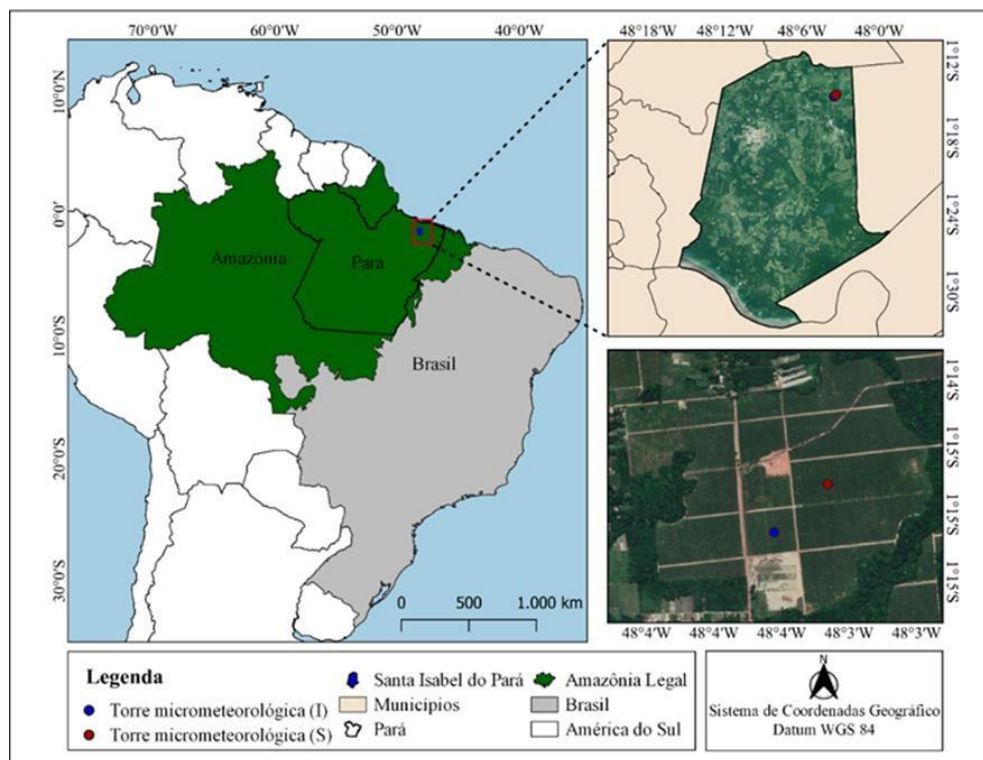 70°0'W 60°0'W 50°0'W 40°0'W
10°0'N
0°0'
10°0'S
20°0'S
30°0'S
Amazônia
Para
Brasil
0 500 1.000 km
48°18'W 48°12'W 48°6'W 48°0'W
1°12'S
1°18'S
1°24'S
1°30'S
1°14'S
1°15'S
1°15'S
1°15'S
48°4'W 48°4'W 48°4'W 48°3'W 48°3'W
Legenda
Torre micrometeorológica (I)
Torre micrometeorológica (S)
Santa Isabel do Pará
Municípios
Pará
Amazônia Legal
Brasil
América do Sul
N
Sistema de Coordenadas Geográfico
Datum WGS 84